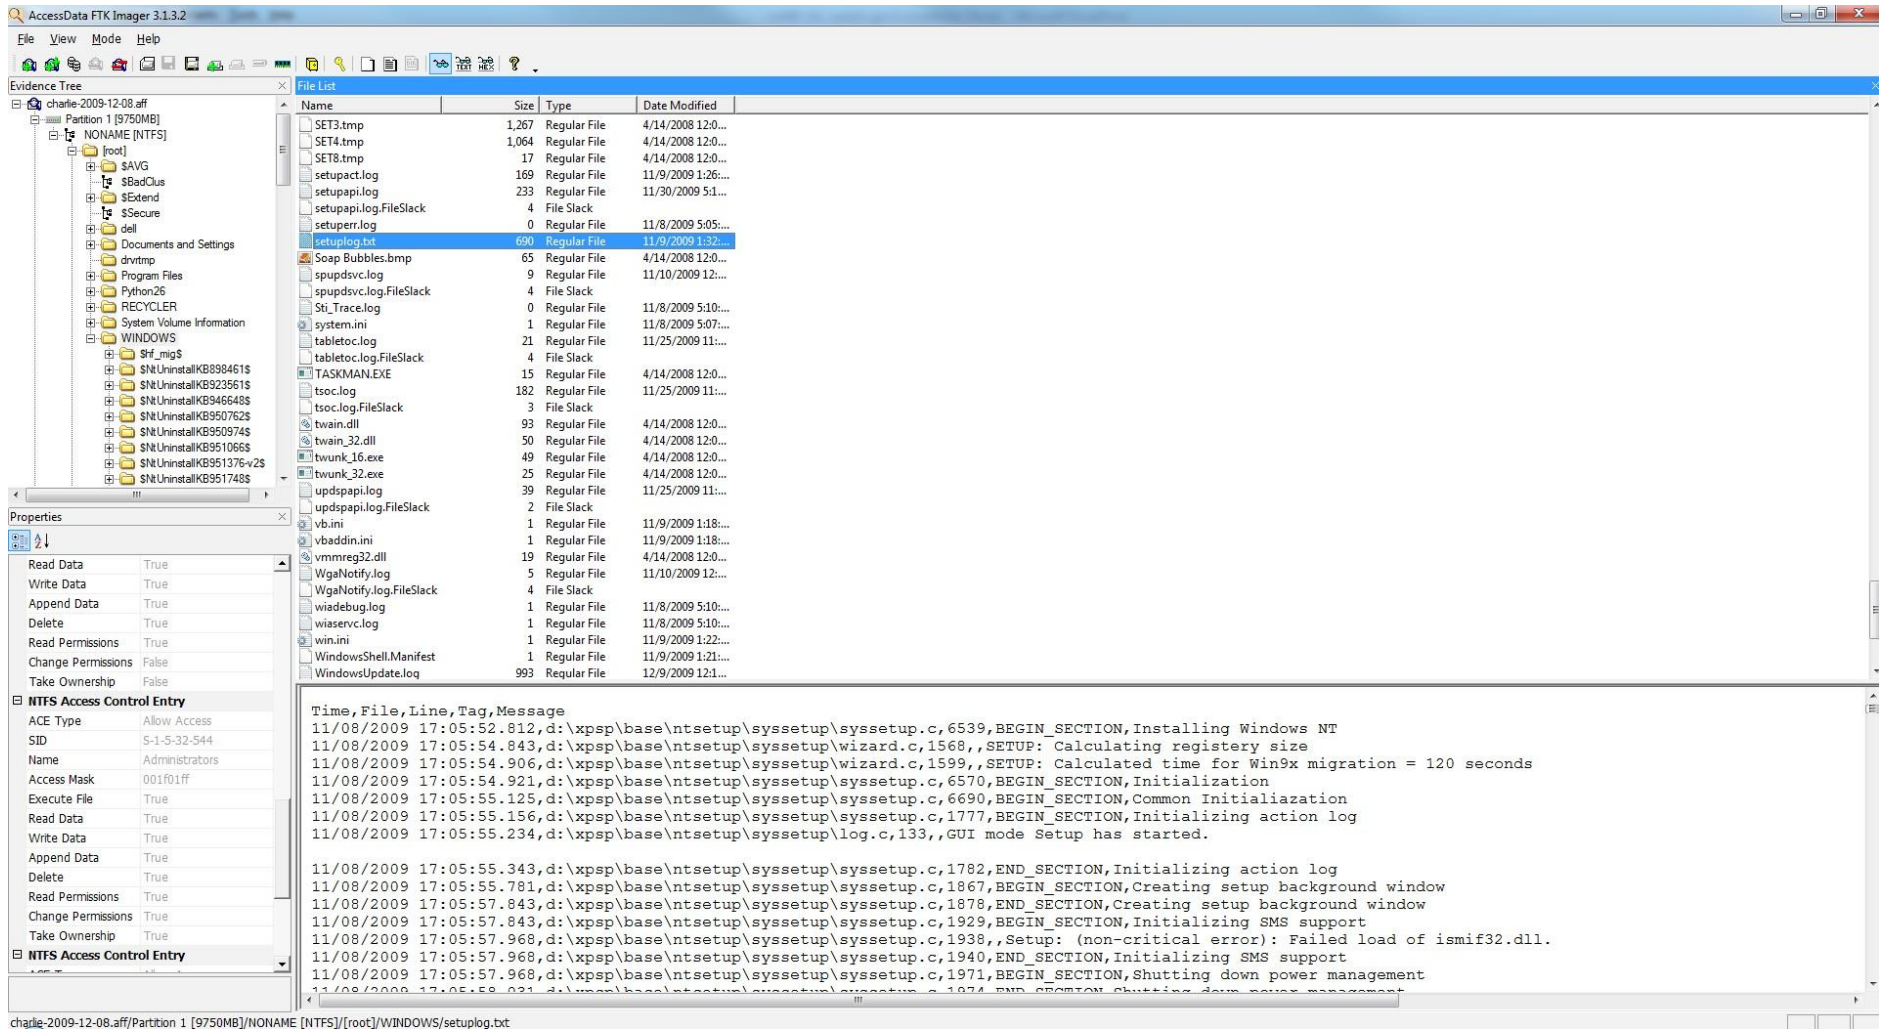 AccessData FTK Imager 3.1.3.2
File View Mode Help
Evidence Tree
charlie-2009-12-08.aff
Partition 1 [9750MB]
NONAME [NTFS]
[root]
$AVG
$BadClus
$Extend
$Secure
dell
Documents and Settings
drvrtmp
Program Files
Python26
RECYCLER
System Volume Information
WINDOWS
$hf_mig$
$NtUninstallKB898461$
$NtUninstallKB923561$
$NtUninstallKB946648$
$NtUninstallKB950762$
$NtUninstallKB950974$
$NtUninstallKB951066$
$NtUninstallKB951376-v2$
$NtUninstallKB951748$
Properties
Read Data True
Write Data True
Append Data True
Delete True
Read Permissions True
Change Permissions False
Take Ownership False
NTFS Access Control Entry
ACE Type Allow Access
SID S-1-5-32-544
Name Administrators
Access Mask 001f01ff
Execute File True
Read Data True
Write Data True
Append Data True
Delete True
Read Permissions True
Change Permissions True
Take Ownership True
NTFS Access Control Entry
File List
Name Size Type Date Modified
SET3.tmp 1,267 Regular File 4/14/2008 12:0...
SET4.tmp 1,064 Regular File 4/14/2008 12:0...
SET8.tmp 17 Regular File 4/14/2008 12:0...
setupact.log 169 Regular File 11/9/2009 1:26:...
setupapi.log 233 Regular File 11/30/2009 5:1...
setupapi.log.FileSlack 4 File Slack
setuperr.log 0 Regular File 11/8/2009 5:05:...
setuplog.txt 690 Regular File 11/9/2009 1:32:...
Soap Bubbles.bmp 65 Regular File 4/14/2008 12:0...
spupdsvc.log 9 Regular File 11/10/2009 12:...
spupdsvc.log.FileSlack 4 File Slack
Sti_Trace.log 0 Regular File 11/8/2009 5:10:...
system.ini 1 Regular File 11/8/2009 5:07:...
tabletoc.log 21 Regular File 11/25/2009 11:...
tabletoc.log.FileSlack 4 File Slack
TASKMAN.EXE 15 Regular File 4/14/2008 12:0...
tsoc.log 182 Regular File 11/25/2009 11:...
tsoc.log.FileSlack 3 File Slack
twain.dll 93 Regular File 4/14/2008 12:0...
twain_32.dll 50 Regular File 4/14/2008 12:0...
twunk_16.exe 49 Regular File 4/14/2008 12:0...
twunk_32.exe 25 Regular File 4/14/2008 12:0...
updspapi.log 39 Regular File 11/25/2009 11:...
updspapi.log.FileSlack 2 File Slack
vb.ini 1 Regular File 11/9/2009 1:18:...
vbaddin.ini 1 Regular File 11/9/2009 1:18:...
vmmreg32.dll 19 Regular File 4/14/2008 12:0...
WgaNotify.log 5 Regular File 11/10/2009 12:...
WgaNotify.log.FileSlack 4 File Slack
wiadebug.log 1 Regular File 11/8/2009 5:10:...
wiaservc.log 1 Regular File 11/8/2009 5:10:...
win.ini 1 Regular File 11/9/2009 1:22:...
WindowsShell.Manifest 1 Regular File 11/9/2009 1:21:...
WindowsUpdate.log 993 Regular File 12/9/2009 12:1...
Time,File,Line,Tag,Message
11/08/2009 17:05:52.812,d:\xpsp\base\ntsetup\syssetup\syssetup.c,6539,BEGIN_SECTION,Installing Windows NT
11/08/2009 17:05:54.843,d:\xpsp\base\ntsetup\syssetup\wizard.c,1568,,SETUP: Calculating registery size
11/08/2009 17:05:54.906,d:\xpsp\base\ntsetup\syssetup\wizard.c,1599,,SETUP: Calculated time for Win9x migration = 120 seconds
11/08/2009 17:05:54.921,d:\xpsp\base\ntsetup\syssetup\syssetup.c,6570,BEGIN_SECTION,Initialization
11/08/2009 17:05:55.125,d:\xpsp\base\ntsetup\syssetup\syssetup.c,6690,BEGIN_SECTION,Common Initialiazation
11/08/2009 17:05:55.156,d:\xpsp\base\ntsetup\syssetup\syssetup.c,1777,BEGIN_SECTION,Initializing action log
11/08/2009 17:05:55.234,d:\xpsp\base\ntsetup\syssetup\log.c,133,,GUI mode Setup has started.
11/08/2009 17:05:55.343,d:\xpsp\base\ntsetup\syssetup\syssetup.c,1782,END_SECTION,Initializing action log
11/08/2009 17:05:55.781,d:\xpsp\base\ntsetup\syssetup\syssetup.c,1867,BEGIN_SECTION,Creating setup background window
11/08/2009 17:05:57.843,d:\xpsp\base\ntsetup\syssetup\syssetup.c,1878,END_SECTION,Creating setup background window
11/08/2009 17:05:57.843,d:\xpsp\base\ntsetup\syssetup\syssetup.c,1929,BEGIN_SECTION,Initializing SMS support
11/08/2009 17:05:57.968,d:\xpsp\base\ntsetup\syssetup\syssetup.c,1938,,Setup: (non-critical error): Failed load of ismif32.dll.
11/08/2009 17:05:57.968,d:\xpsp\base\ntsetup\syssetup\syssetup.c,1940,END_SECTION,Initializing SMS support
11/08/2009 17:05:57.968,d:\xpsp\base\ntsetup\syssetup\syssetup.c,1971,BEGIN_SECTION,Shutting down power management
11/08/2009 17:05:58.031,d:\xpsp\base\ntsetup\syssetup\syssetup.c,1974,END_SECTION,Shutting down power management
charlie-2009-12-08.aff/Partition 1 [9750MB]/NONAME [NTFS]/[root]/WINDOWS/setuplog.txt